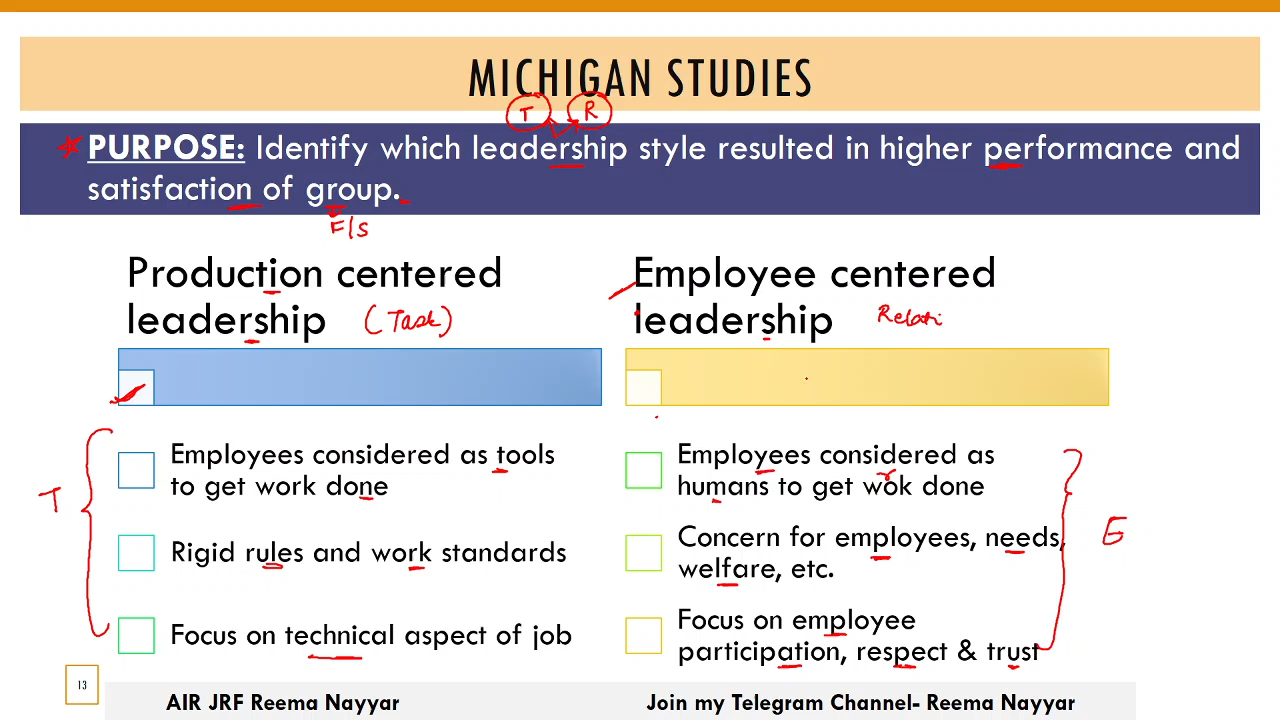 MICHIGAN STUDIES
T R
PURPOSE: Identify which leadership style resulted in higher performance and
satisfaction of group.
F/S
Production centered
leadership (Task)
Employee centered
leadership Relati
T
Employees considered as tools
to get work done
Rigid rules and work standards
Focus on technical aspect of job
Employees considered as
humans to get wok done
r
Concern for employees, needs,
welfare, etc.
Focus on employee
participation, respect & trust
E
13
AIR JRF Reema Nayyar
Join my Telegram Channel- Reema Nayyar